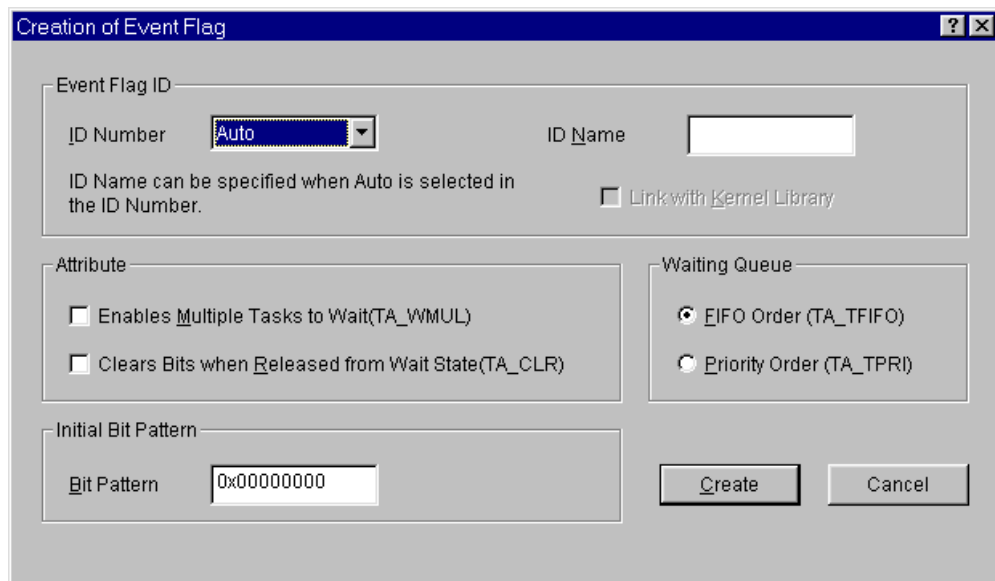 Creation of Event Flag
Event Flag ID
ID Number
Auto
ID Name
ID Name can be specified when Auto is selected in
the ID Number.
Link with Kernel Library
Attribute
Enables Multiple Tasks to Wait(TA_WMUL)
Clears Bits when Released from Wait State(TA_CLR)
Waiting Queue
FIFO Order (TA_TFIFO)
Priority Order (TA_TPRI)
Initial Bit Pattern
Bit Pattern
0x00000000
Create
Cancel